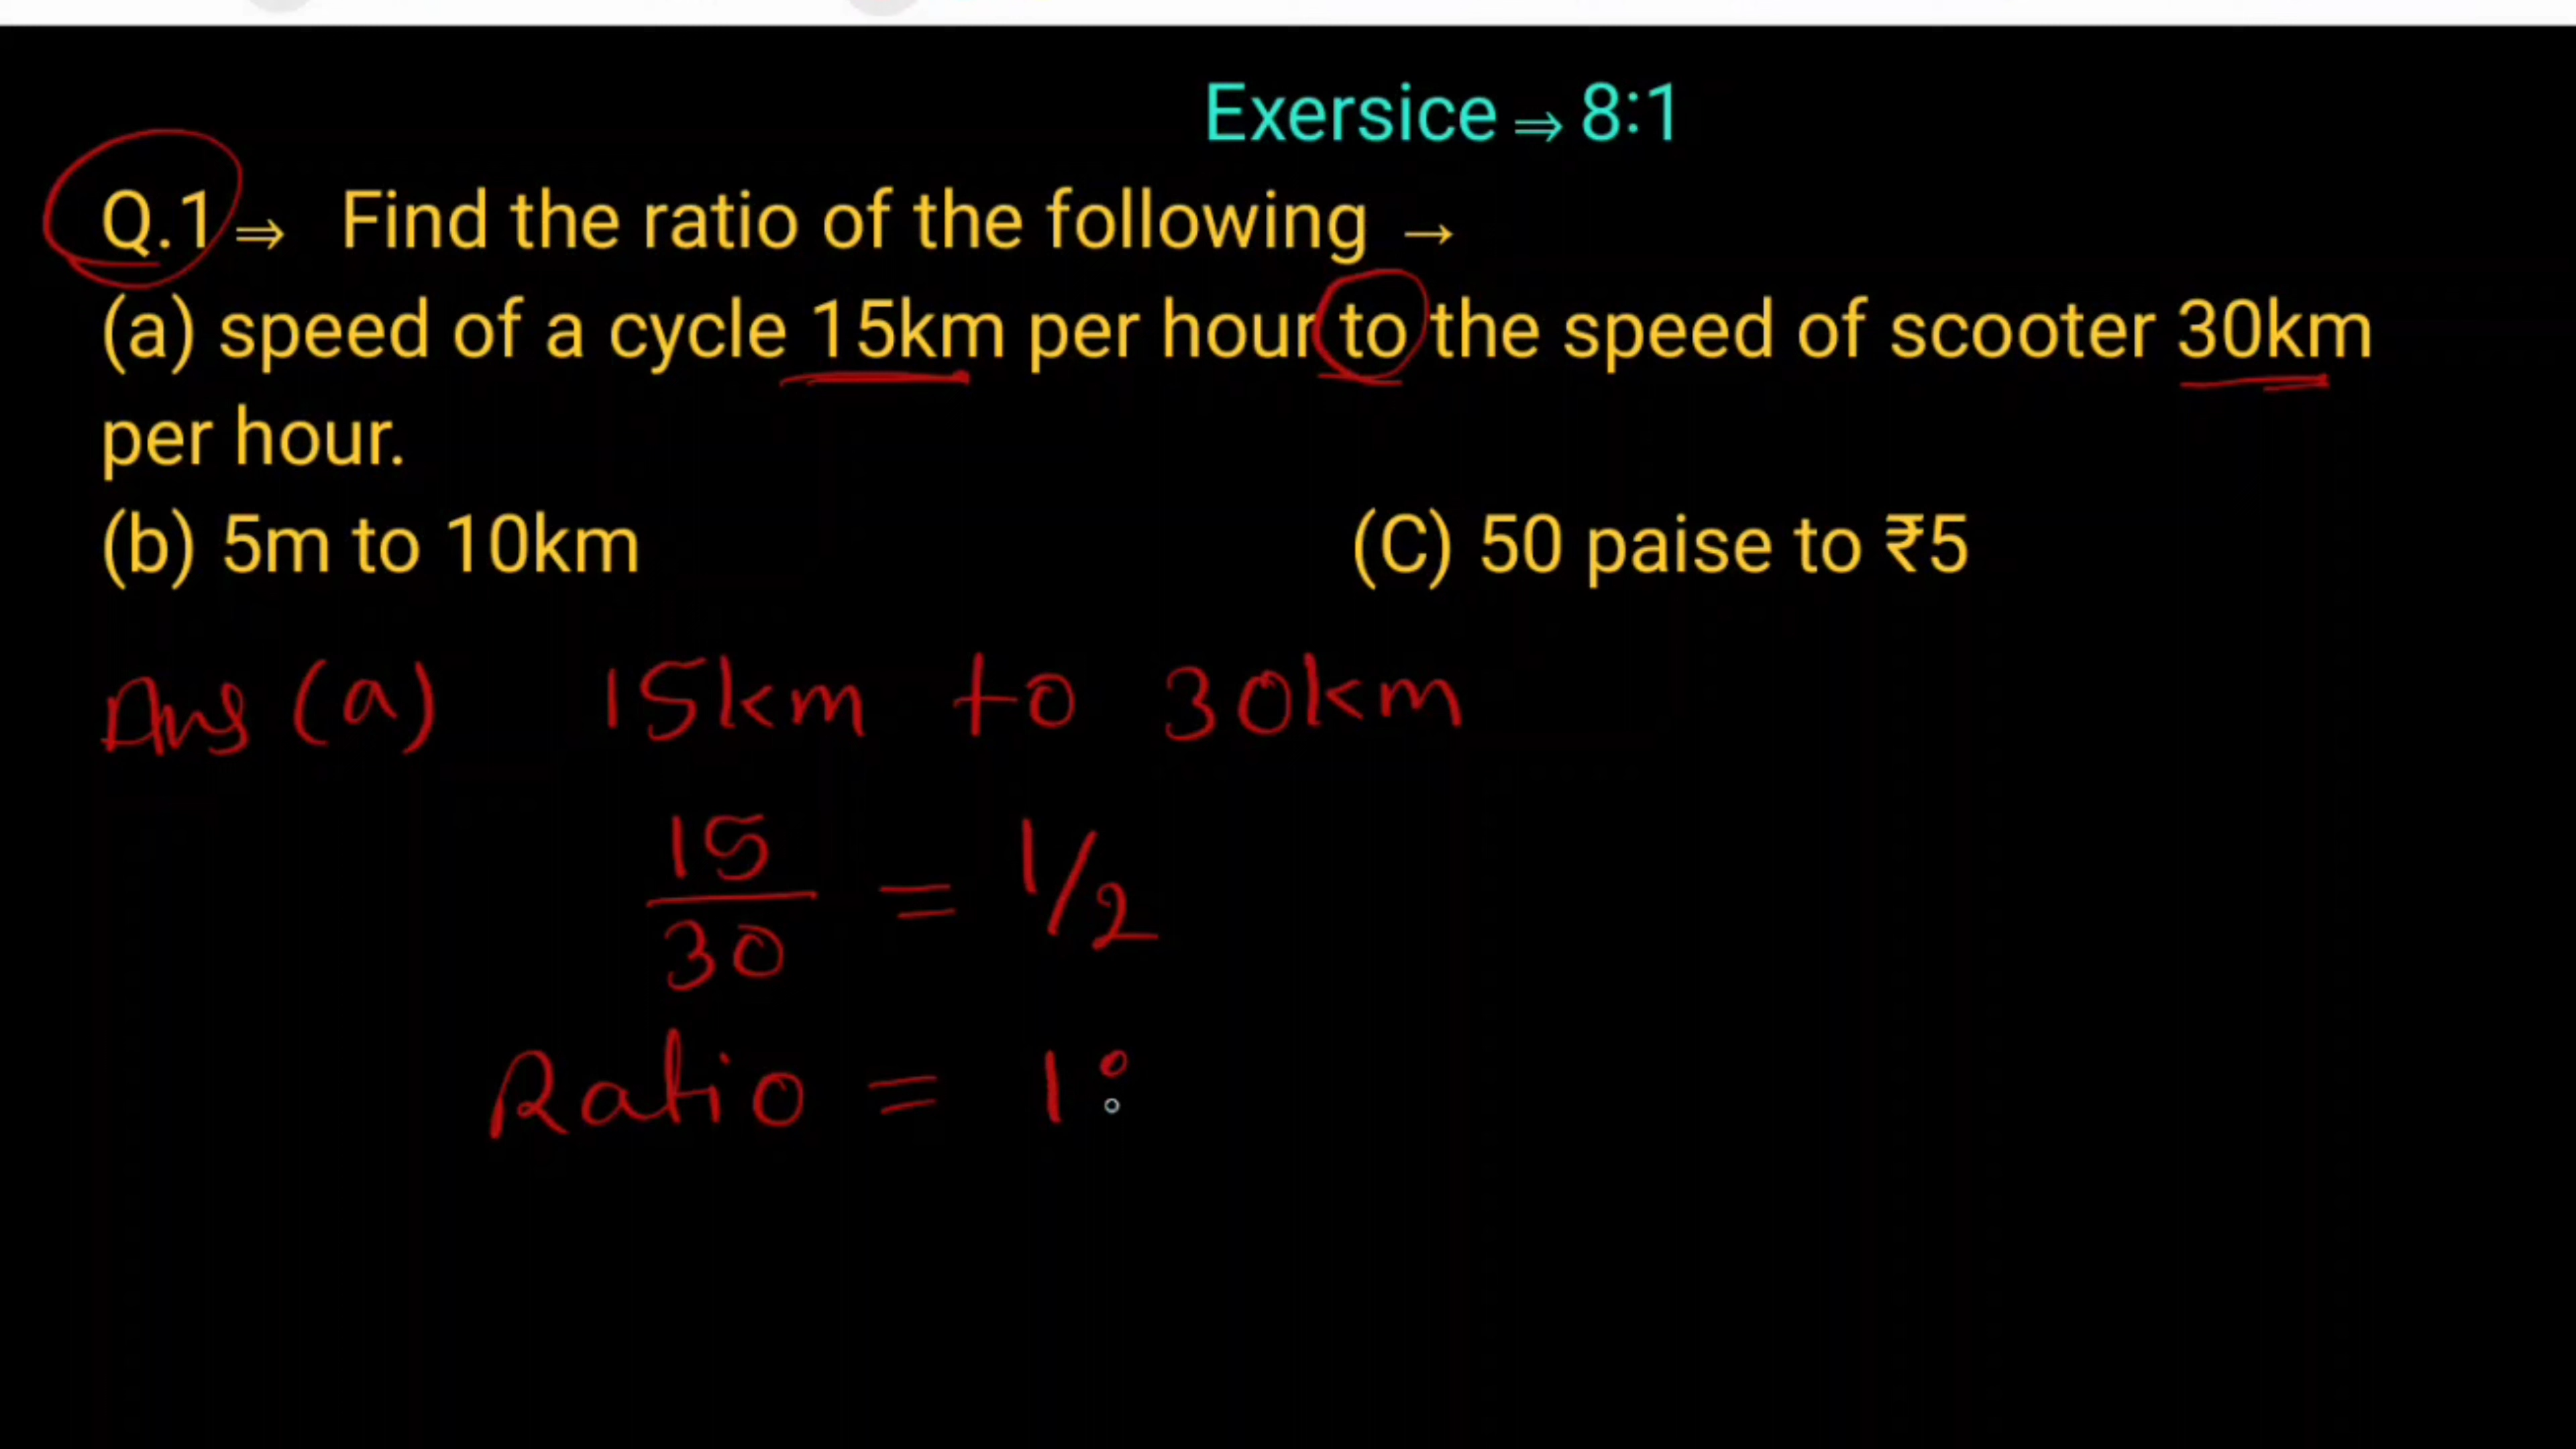 Exersice ⇒ 8:1
Q.1 ⇒ Find the ratio of the following →
(a) speed of a cycle 15km per hour to the speed of scooter 30km
per hour.
(b) 5m to 10km (C) 50 paise to ₹5
Ans (a) 15km to 30km
15/30 = 1/2
Ratio = 1: